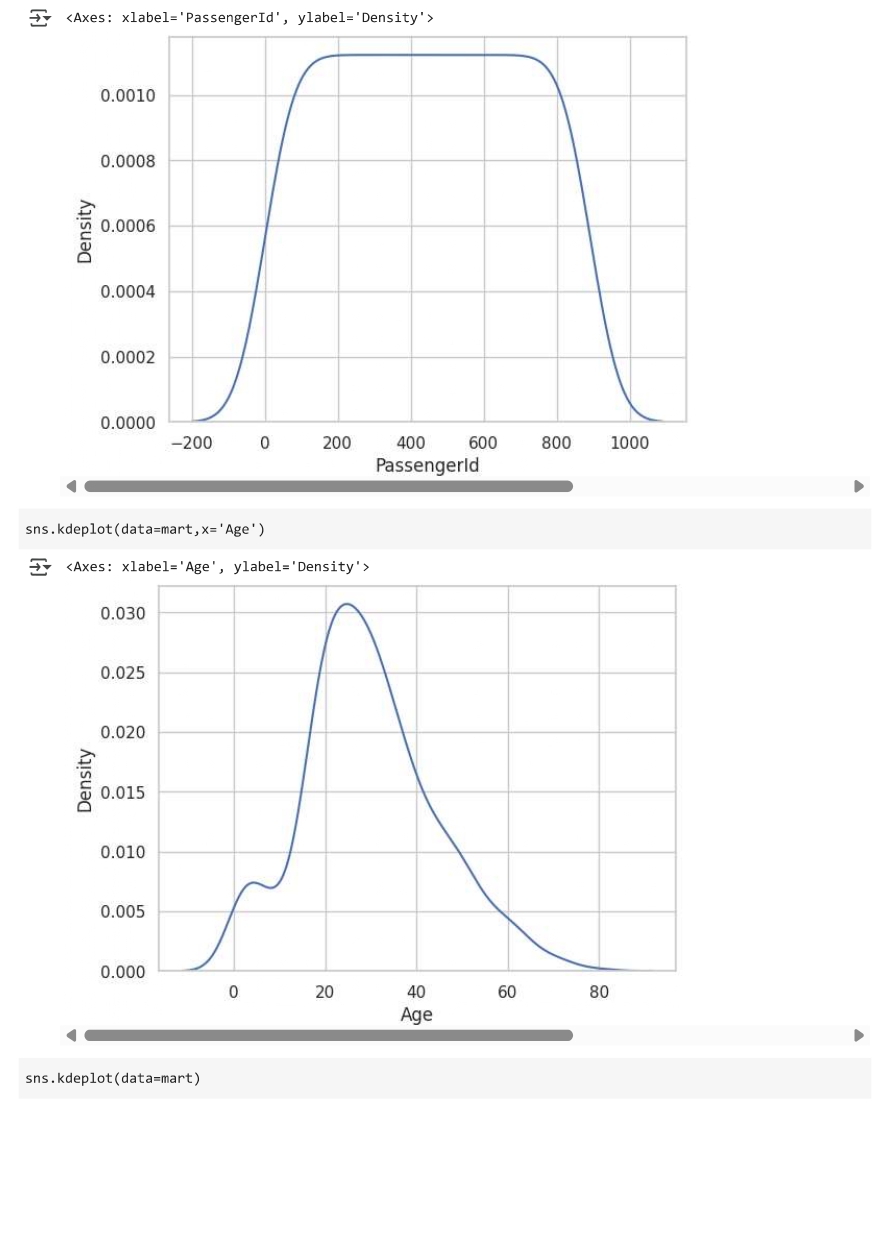 <Axes: xlabel='PassengerId', ylabel='Density'>
0.0010
0.0008
0.0006
0.0004
0.0002
0.0000
Density
−200 0 200 400 600 800 1000
PassengerId
sns.kdeplot(data=mart,x='Age')
<Axes: xlabel='Age', ylabel='Density'>
0.030
0.025
0.020
0.015
0.010
0.005
0.000
Density
0 20 40 60 80
Age
sns.kdeplot(data=mart)